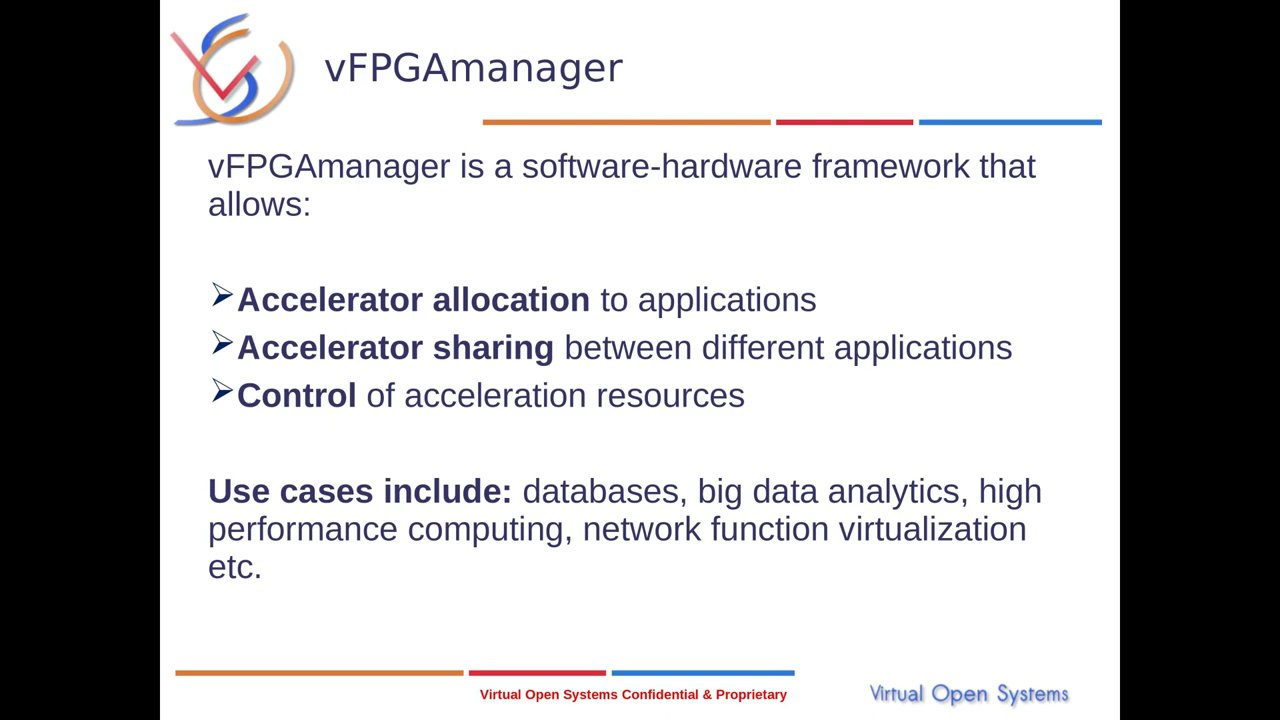 vFPGAmanager
vFPGAmanager is a software-hardware framework that
allows:
➢Accelerator allocation to applications
➢Accelerator sharing between different applications
➢Control of acceleration resources
Use cases include: databases, big data analytics, high
performance computing, network function virtualization
etc.
Virtual Open Systems Confidential & Proprietary
Virtual Open Systems